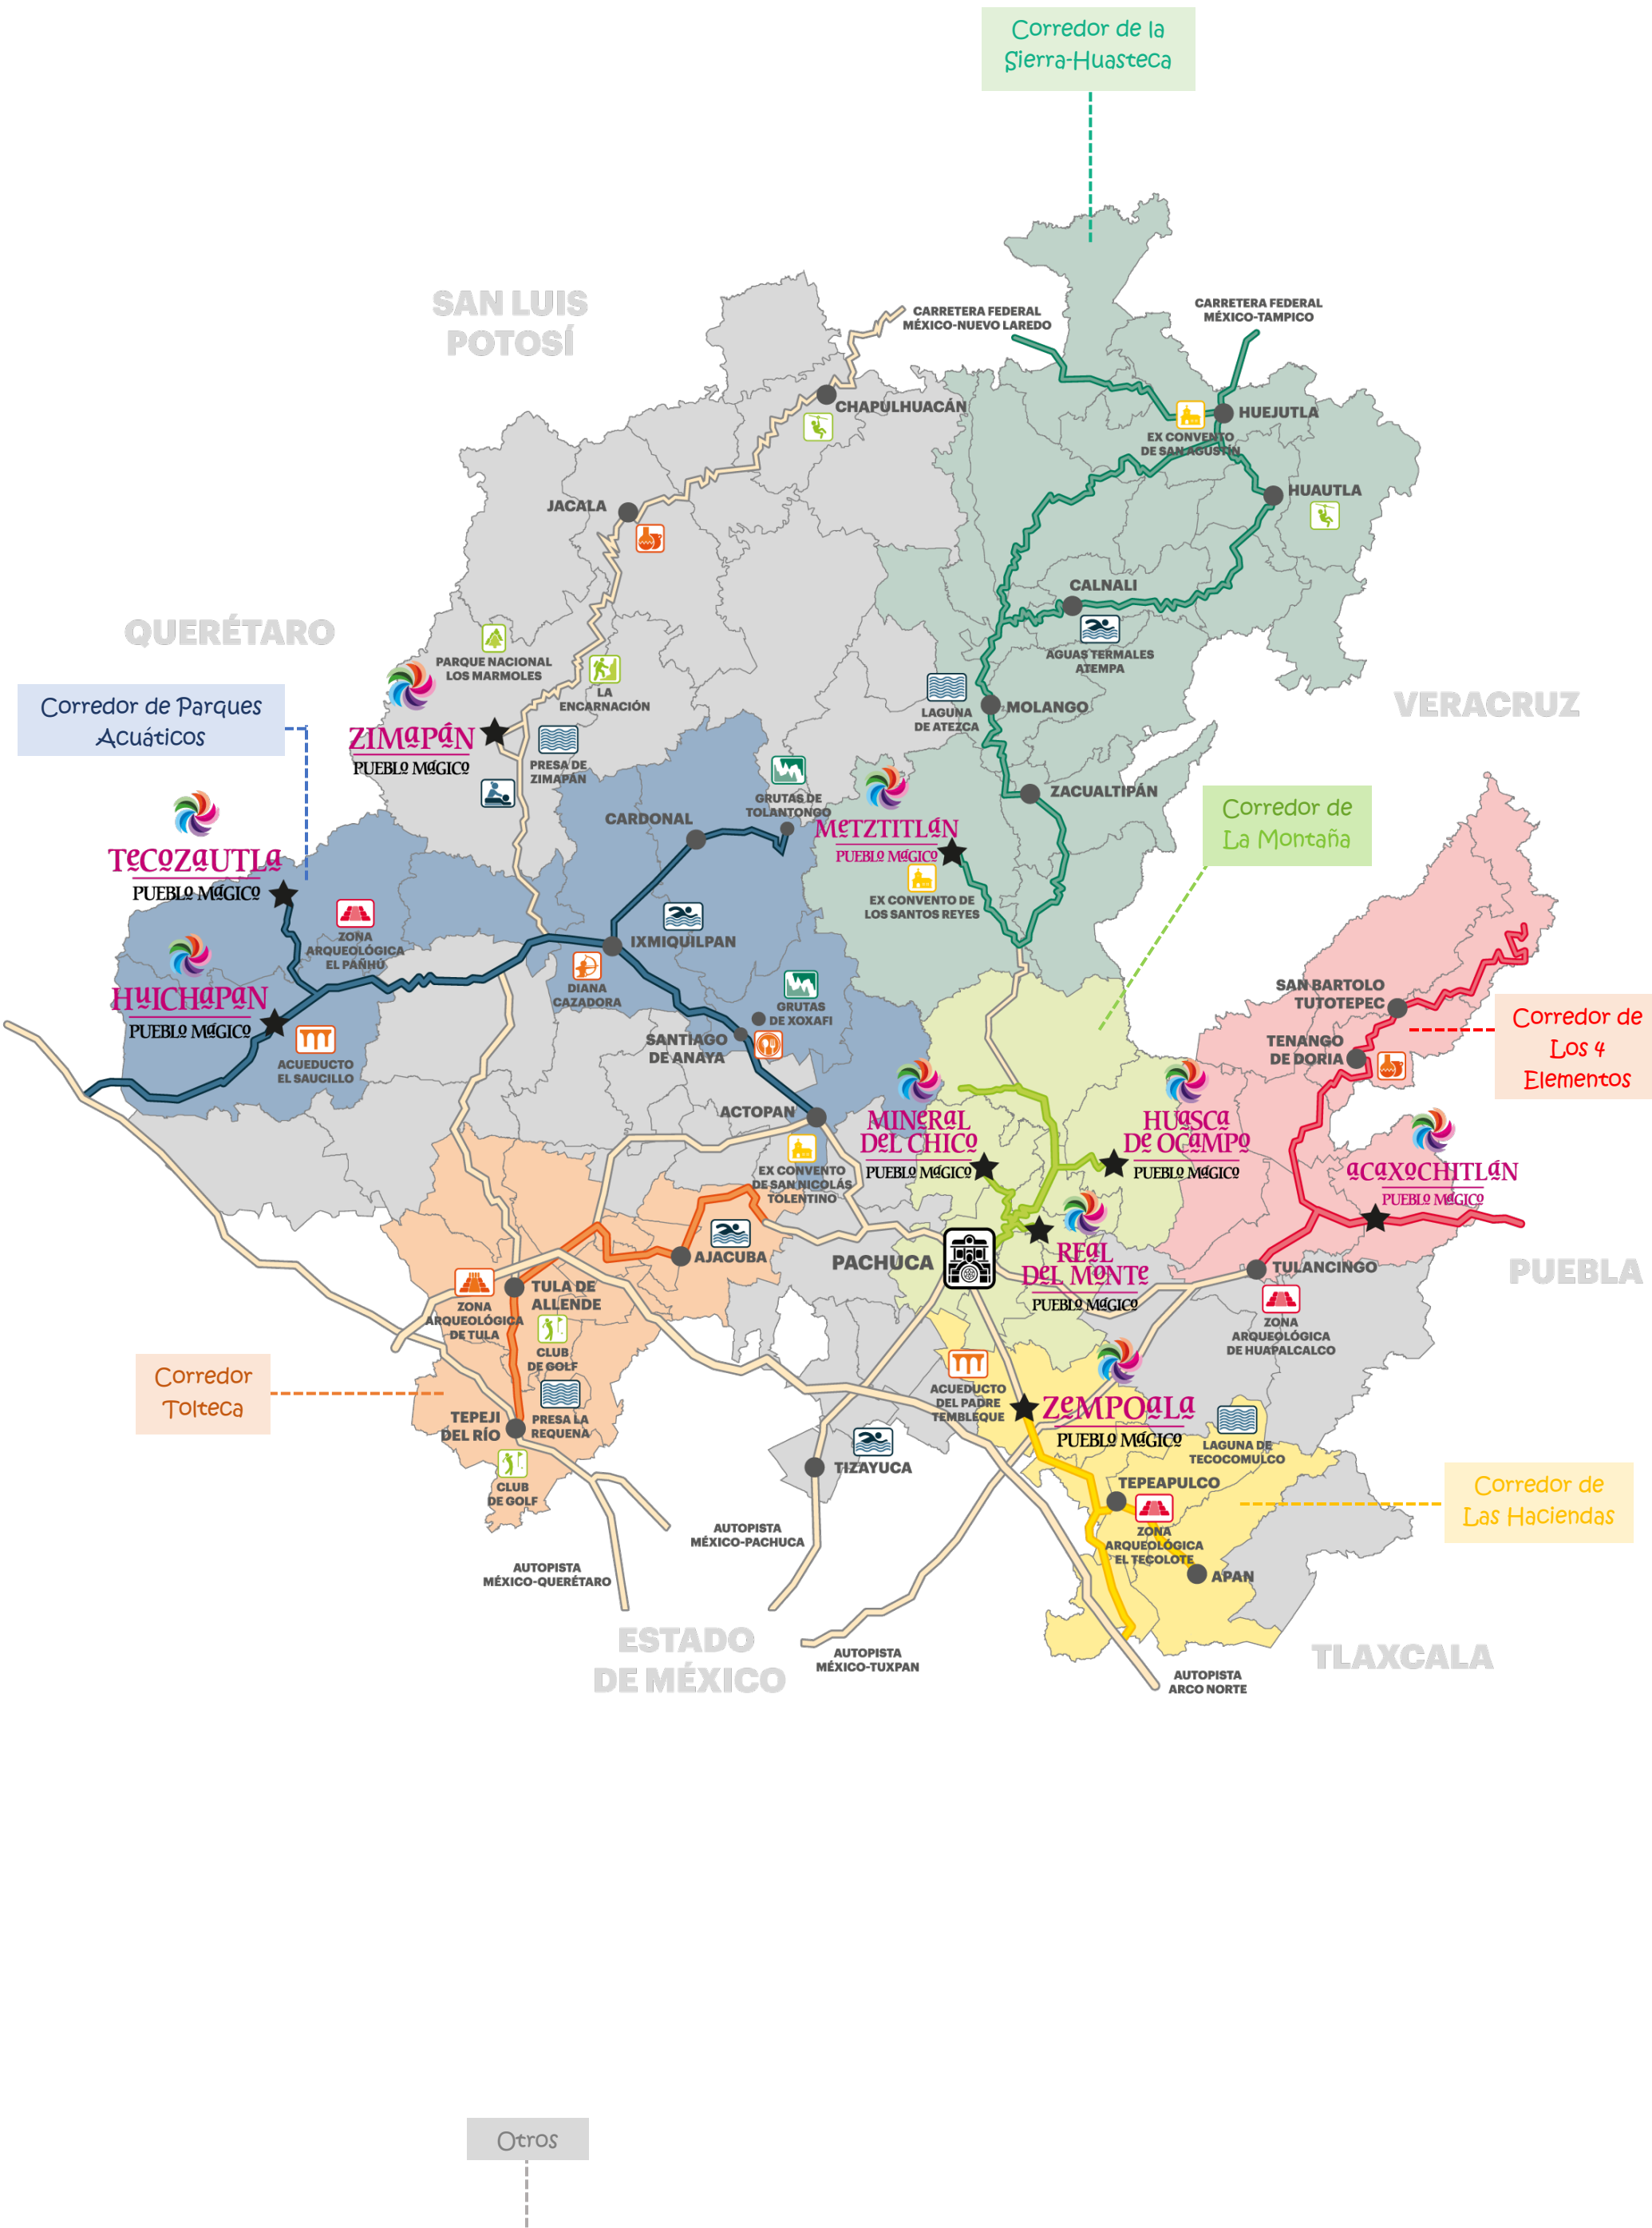 Corredor de la
Sierra-Huasteca
SAN LUIS
POTOSÍ
CARRETERA FEDERAL
MÉXICO-NUEVO LAREDO
CARRETERA FEDERAL
MÉXICO-TAMPICO
CHAPULHUACÁN
HUEJUTLA
EX CONVENTO
DE SAN AGUSTÍN
JACALA
HUAUTLA
CALNALI
AGUAS TERMALES
ATEMPA
QUERÉTARO
PARQUE NACIONAL
LOS MARMOLES
LA
ENCARNACIÓN
LAGUNA
DE ATEZCA
MOLANGO
VERACRUZ
Corredor de Parques
Acuáticos
ZIMAPÁN
PUEBLO MÁGICO
PRESA DE
ZIMAPÁN
GRUTAS DE
TOLANTONGO
CARDONAL
ZACUALTIPÁN
METZTITLÁN
PUEBLO MÁGICO
EX CONVENTO DE
LOS SANTOS REYES
Corredor de
La Montaña
TECOZAUTLA
PUEBLO MÁGICO
ZONA
ARQUEOLÓGICA
EL PAÑHÚ
IXMIQUILPAN
DIANA
CAZADORA
HUICHAPAN
PUEBLO MÁGICO
ACUEDUCTO
EL SAUCILLO
GRUTAS
DE XOXAFI
SANTIAGO
DE ANAYA
SAN BARTOLO
TUTOTEPEC
TENANGO
DE DORIA
Corredor de
Los 4
Elementos
ACTOPAN
EX CONVENTO
DE SAN NICOLÁS
TOLENTINO
MINERAL
DEL CHICO
PUEBLO MÁGICO
HUASCA
DE OCAMPO
PUEBLO MÁGICO
ACAXOCHITLÁN
PUEBLO MÁGICO
PACHUCA
REAL
DEL MONTE
PUEBLO MÁGICO
TULANCINGO
PUEBLA
ZONA
ARQUEOLÓGICA
DE HUAPALCALCO
AJACUBA
TULA DE
ALLENDE
ZONA
ARQUEOLÓGICA
DE TULA
CLUB
DE GOLF
Corredor
Tolteca
TEPEJI
DEL RÍO
PRESA LA
REQUENA
CLUB
DE GOLF
ACUEDUCTO
DEL PADRE
TEMBLEQUE
ZEMPOALA
PUEBLO MÁGICO
LAGUNA DE
TECOCOMULCO
TIZAYUCA
TEPEAPULCO
ZONA
ARQUEOLÓGICA
EL TECOLOTE
APAN
Corredor de
Las Haciendas
AUTOPISTA
MÉXICO-PACHUCA
AUTOPISTA
MÉXICO-QUERÉTARO
ESTADO
DE MÉXICO
AUTOPISTA
MÉXICO-TUXPAN
TLAXCALA
AUTOPISTA
ARCO NORTE
Otros